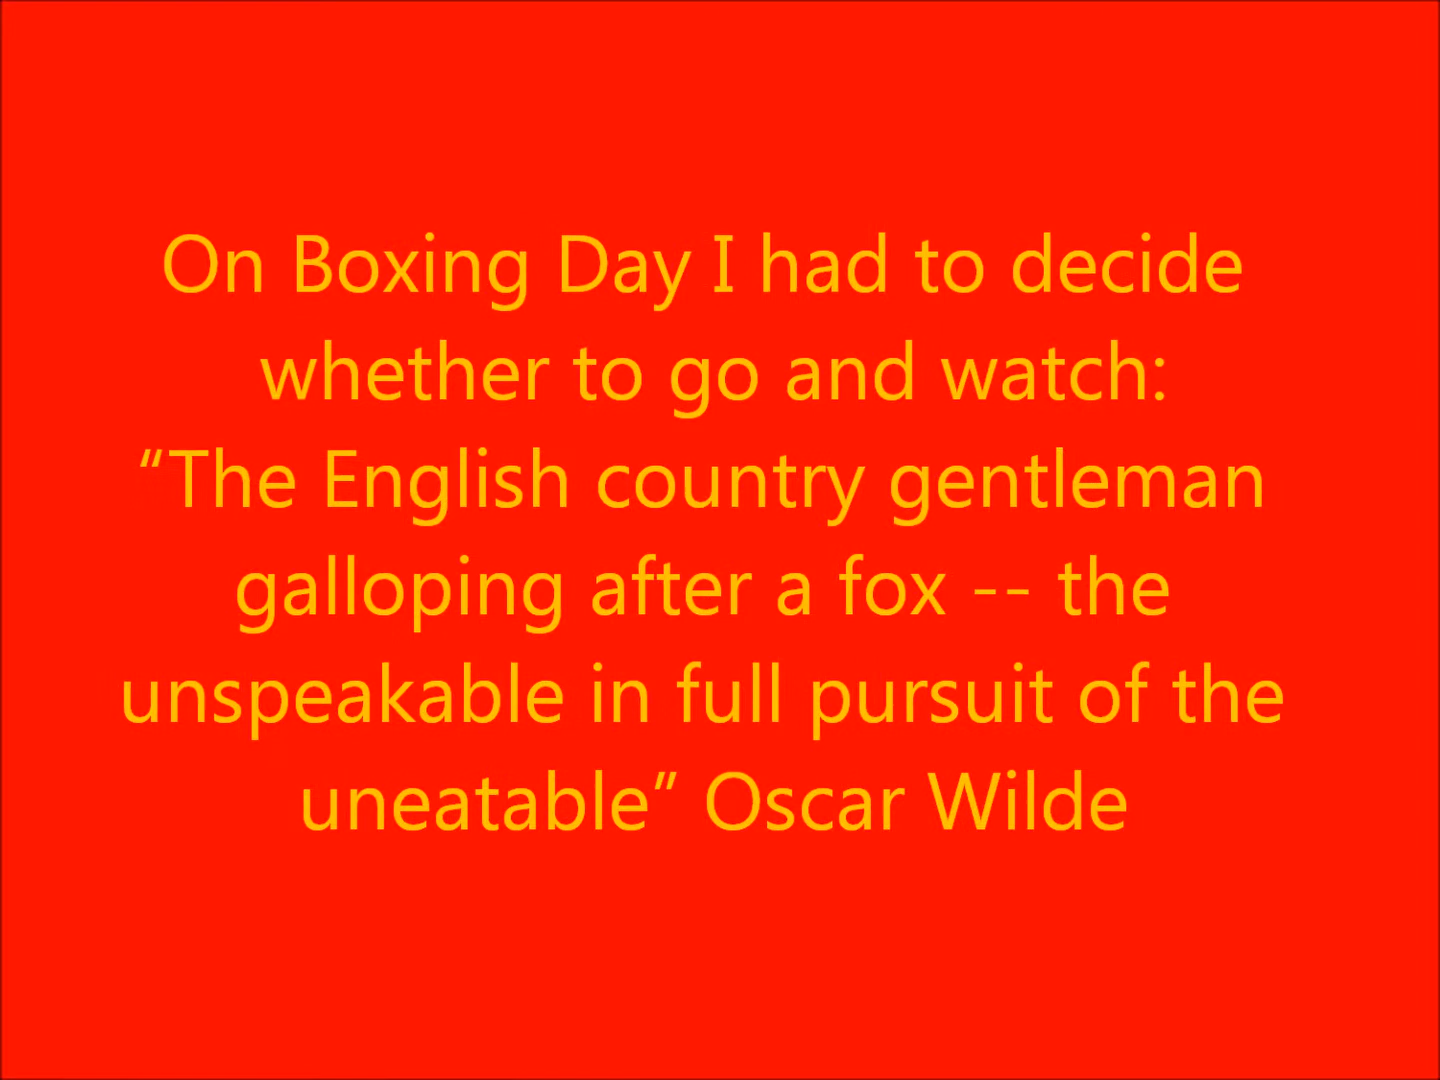 On Boxing Day I had to decide
whether to go and watch:
“The English country gentleman
galloping after a fox -- the
unspeakable in full pursuit of the
uneatable” Oscar Wilde